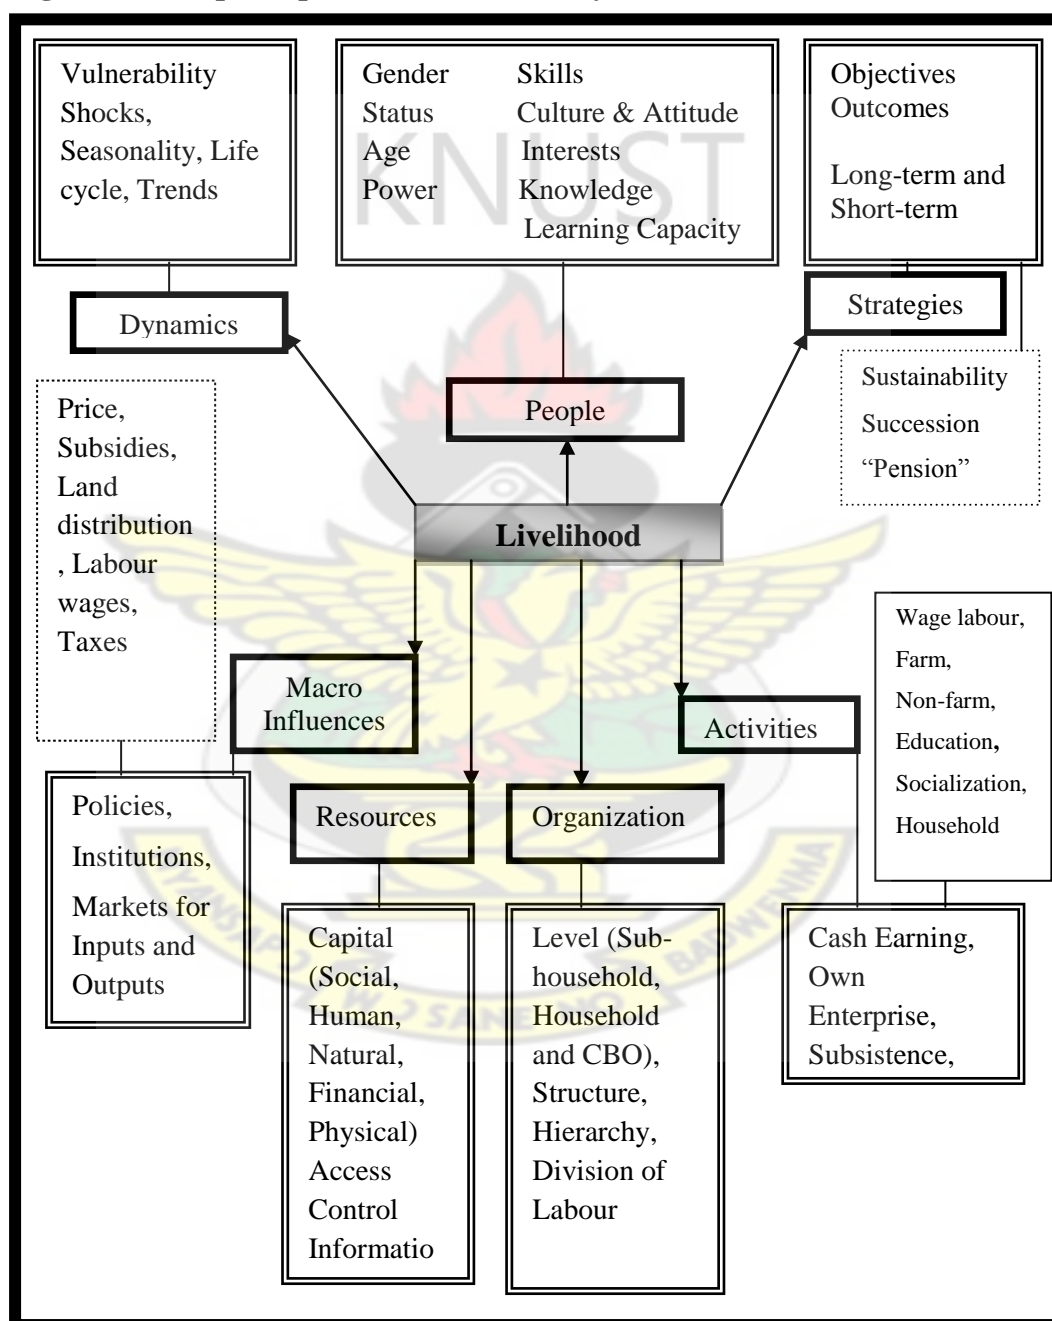 Vulnerability
Shocks,
Seasonality, Life
cycle, Trends
Gender Skills
Status Culture & Attitude
Age Interests
Power Knowledge
Learning Capacity
Objectives
Outcomes
Long-term and
Short-term
KNUST
Dynamics
People
Strategies
Sustainability
Succession
“Pension”
Price,
Subsidies,
Land
distribution
, Labour
wages,
Taxes
Livelihood
Macro
Influences
Resources
Organization
Activities
Wage labour,
Farm,
Non-farm,
Education,
Socialization,
Household
Policies,
Institutions,
Markets for
Inputs and
Outputs
Capital
(Social,
Human,
Natural,
Financial,
Physical)
Access
Control
Informatio
Level (Sub-
household,
Household
and CBO),
Structure,
Hierarchy,
Division of
Labour
Cash Earning,
Own
Enterprise,
Subsistence,
W SANE NO BADWENMA